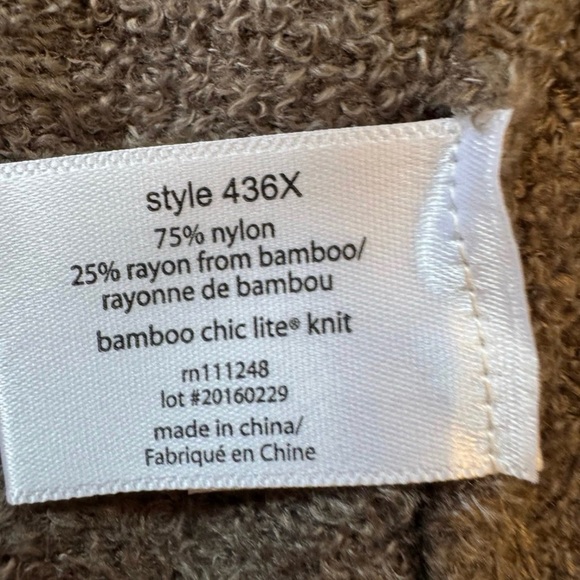 style 436X
75% nylon
25% rayon from bamboo/
rayonne de bambou
bamboo chic lite® knit
rn111248
lot #20160229
made in china/
Fabriqué en Chine